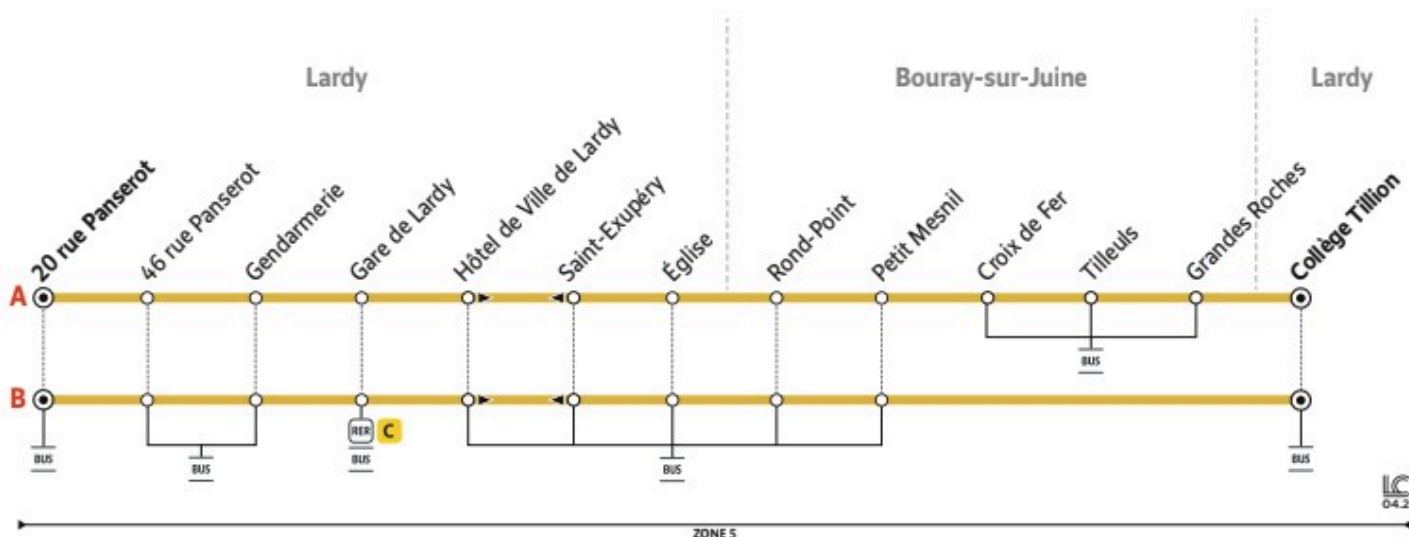 Lardy
Bouray-sur-Juine
Lardy
20 rue Panserot
46 rue Panserot
Gendarmerie
Gare de Lardy
Hôtel de Ville de Lardy
Saint-Exupéry
Église
Rond-Point
Petit Mesnil
Croix de Fer
Tilleuls
Grandes Roches
Collège Tillion
A
BUS
B
RER C
BUS
BUS
BUS
BUS
BUS
LC
04.2
ZONE 5